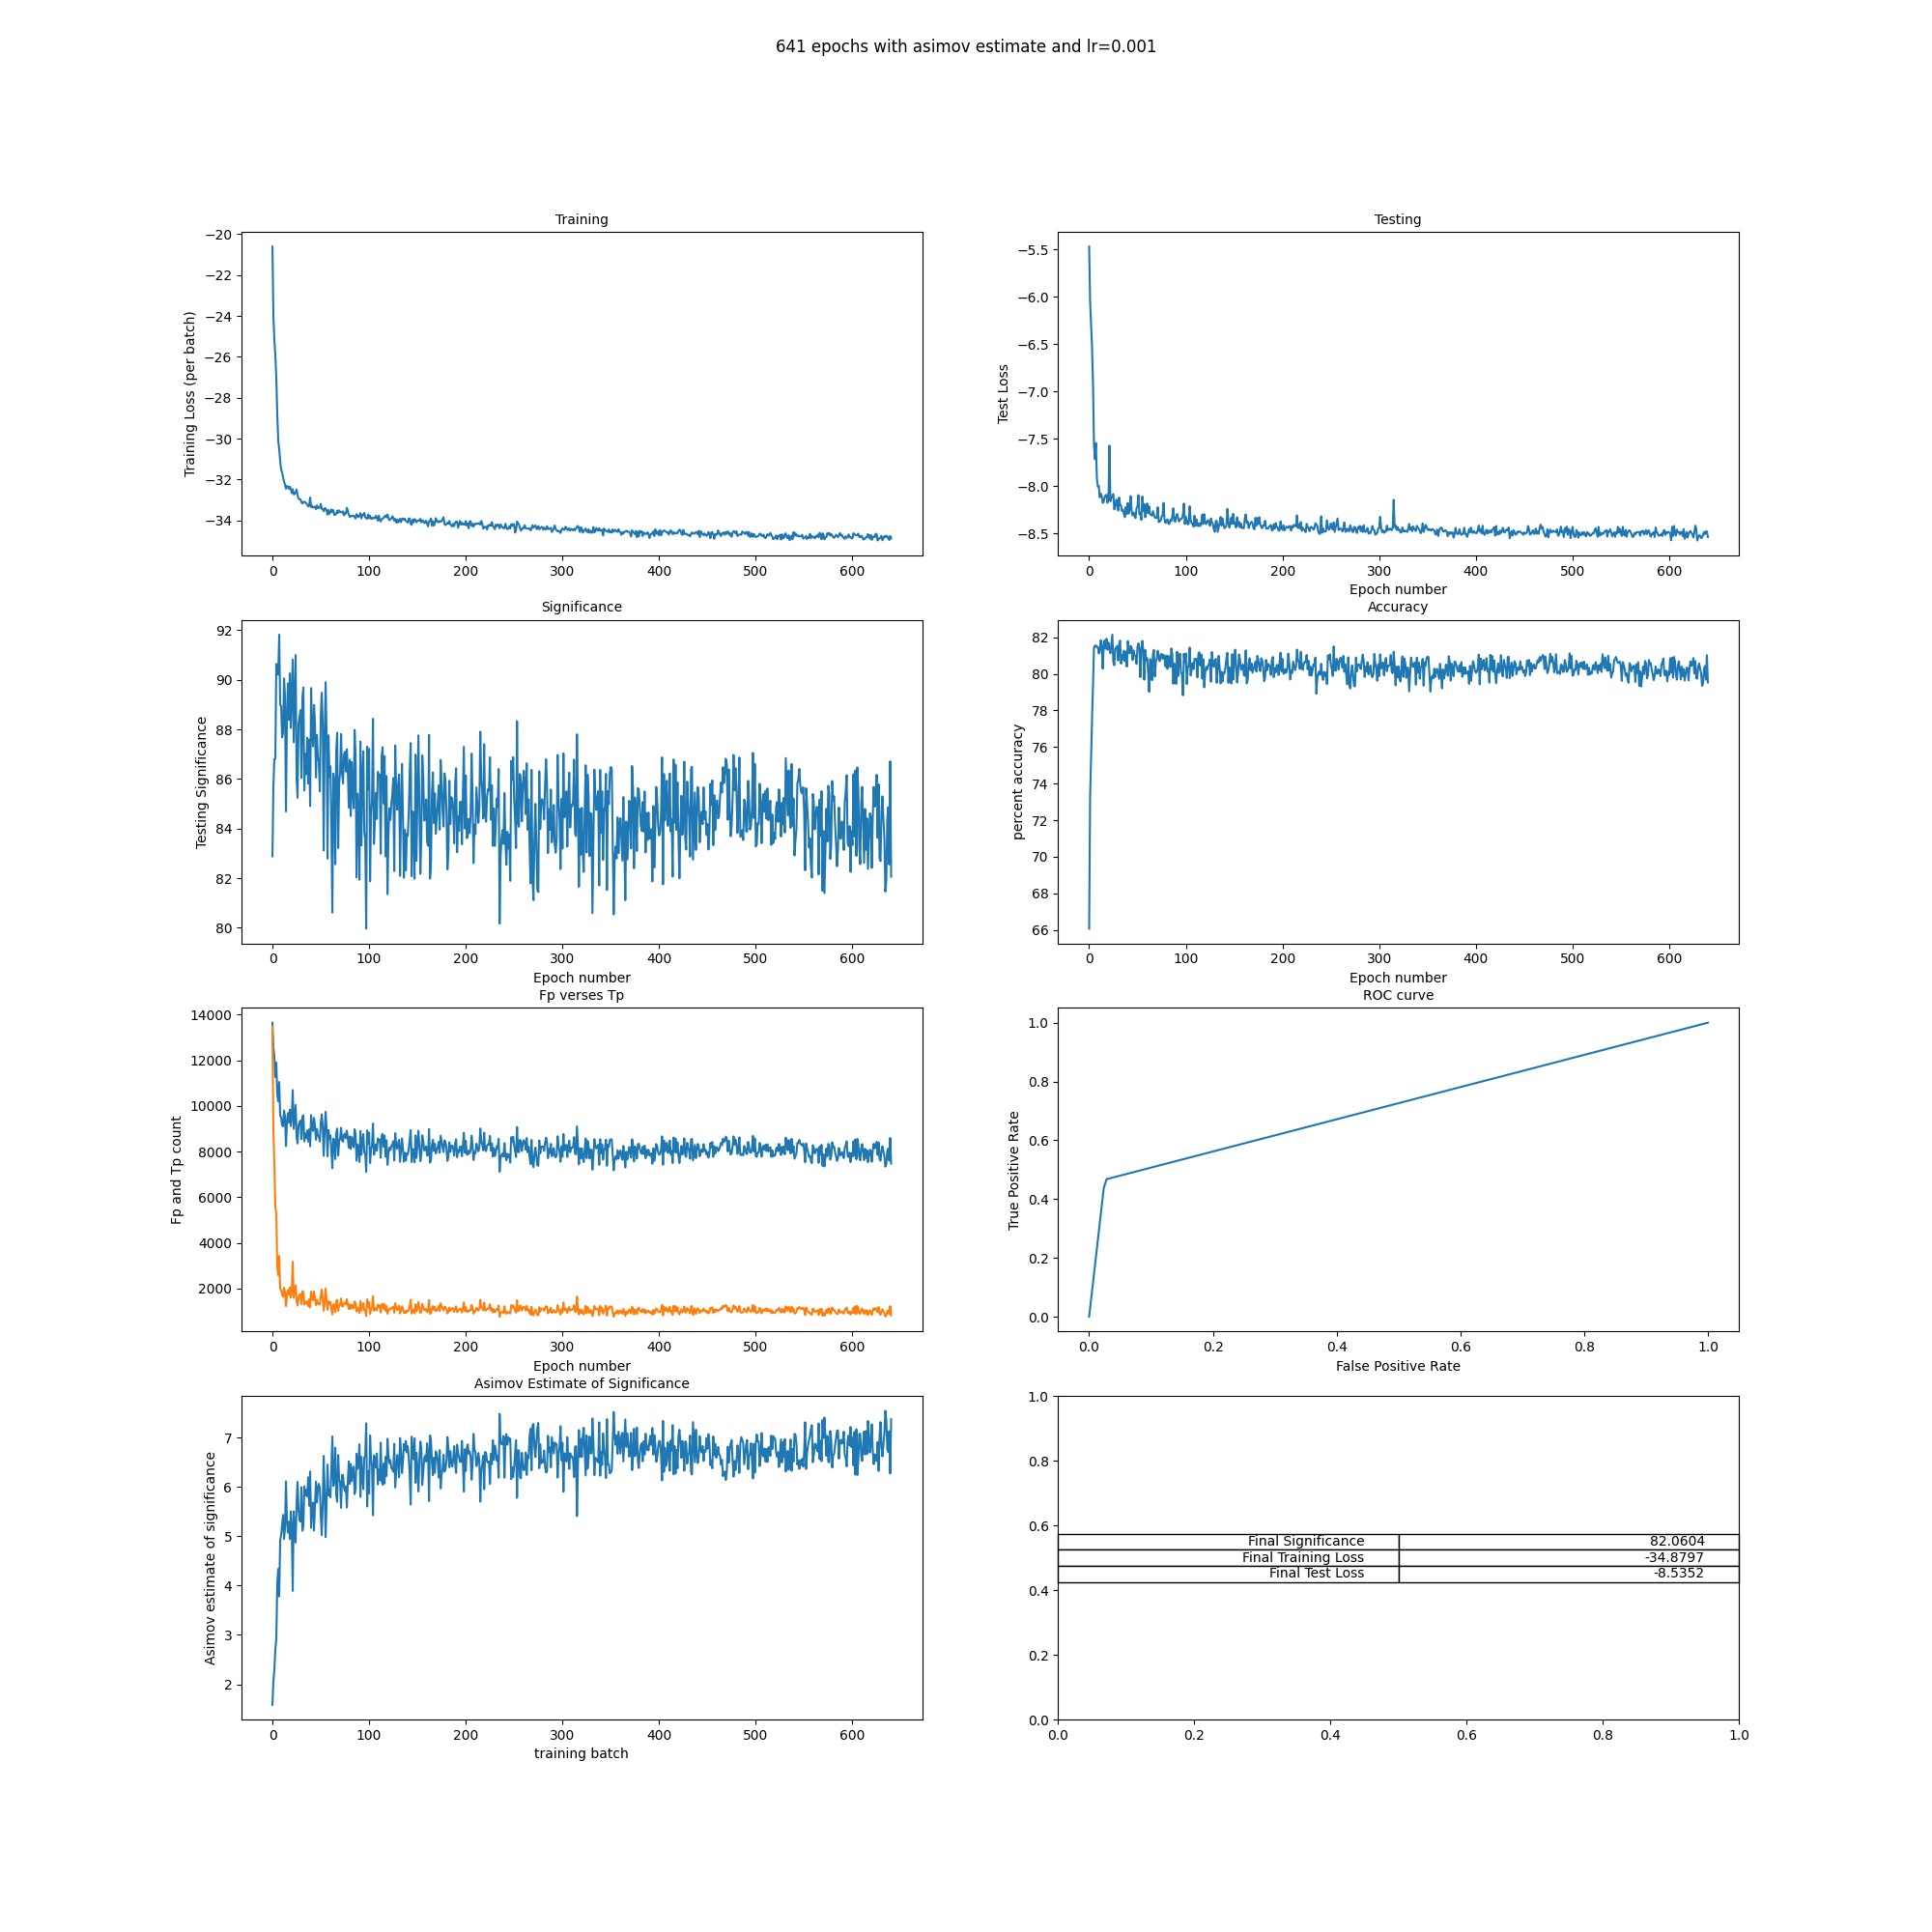 641 epochs with asimov estimate and lr=0.001
Training
Training Loss (per batch)
−20
−22
−24
−26
−28
−30
−32
−34
0 100 200 300 400 500 600
Testing
Test Loss
−5.5
−6.0
−6.5
−7.0
−7.5
−8.0
−8.5
0 100 200 300 400 500 600
Epoch number
Significance
Testing Significance
92
90
88
86
84
82
80
0 100 200 300 400 500 600
Epoch number
Accuracy
percent accuracy
82
80
78
76
74
72
70
68
66
0 100 200 300 400 500 600
Epoch number
Fp verses Tp
Fp and Tp count
14000
12000
10000
8000
6000
4000
2000
0 100 200 300 400 500 600
Epoch number
ROC curve
True Positive Rate
1.0
0.8
0.6
0.4
0.2
0.0
0.0 0.2 0.4 0.6 0.8 1.0
False Positive Rate
Asimov Estimate of Significance
Asimov estimate of significance
7
6
5
4
3
2
0 100 200 300 400 500 600
training batch
1.0
0.8
0.6
Final Significance 82.0604
Final Training Loss -34.8797
Final Test Loss -8.5352
0.4
0.2
0.0
0.0 0.2 0.4 0.6 0.8 1.0